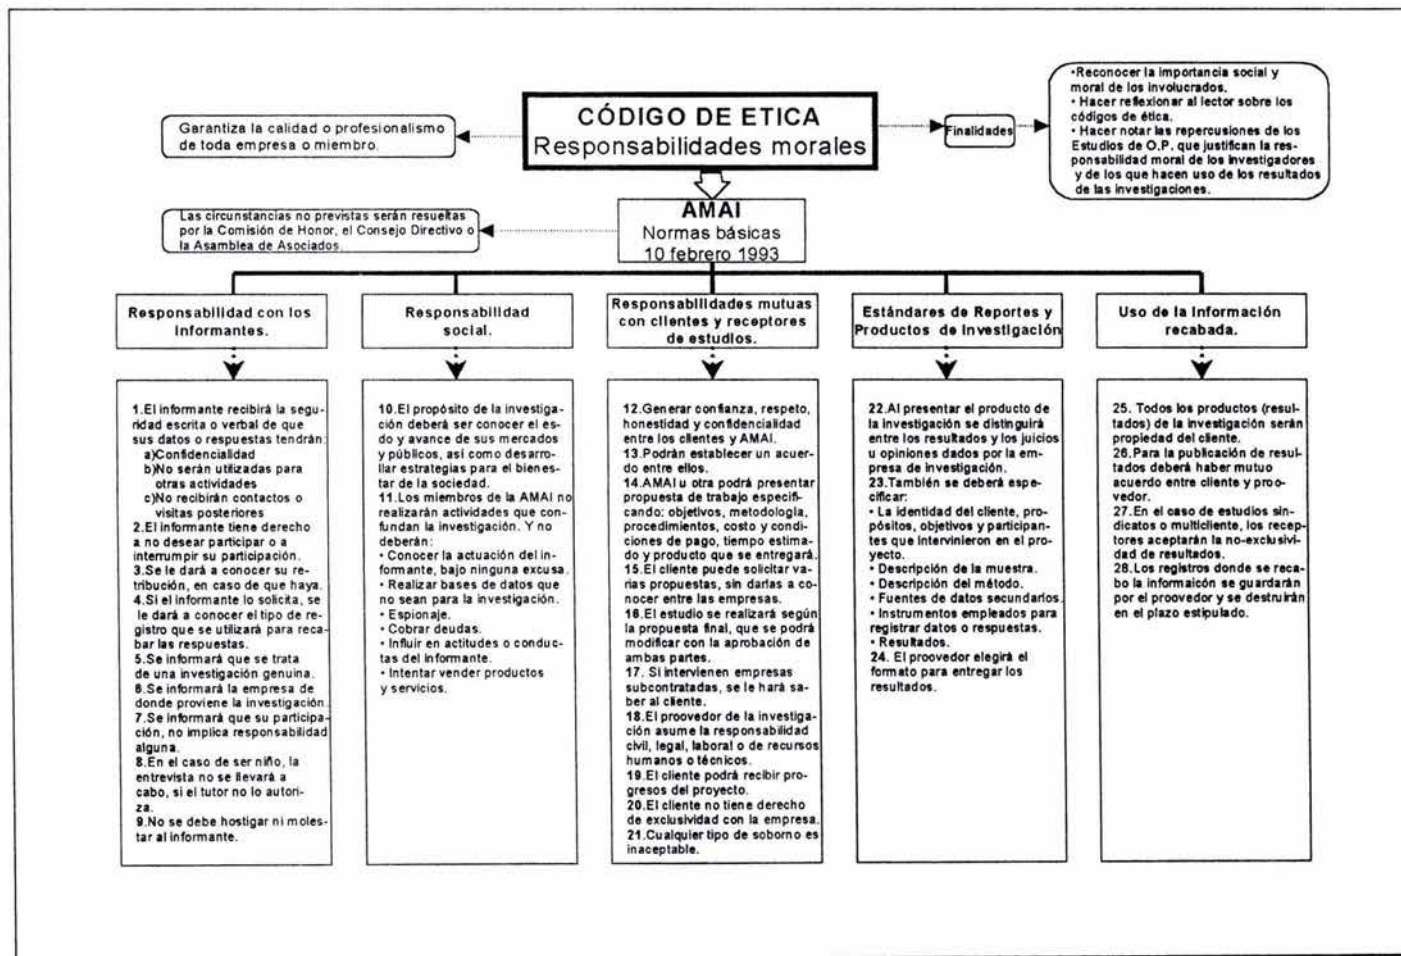 CÓDIGO DE ETICA
Responsabilidades morales
Garantiza la calidad o profesionalismo
de toda empresa o miembro.
Finalidades
•Reconocer la importancia social y
moral de los involucrados.
• Hacer reflexionar al lector sobre los
códigos de ética.
• Hacer notar las repercusiones de los
Estudios de O.P. que justifican la res-
ponsabilidad moral de los investigadores
y de los que hacen uso de los resultados
de las investigaciones.
AMAI
Normas básicas
10 febrero 1993
Las circunstancias no previstas serán resueltas
por la Comisión de Honor, el Consejo Directivo o
la Asamblea de Asociados.
Responsabilidad con los
Informantes.
1.El informante recibirá la segu-
ridad escrita o verbal de que
sus datos o respuestas tendrán:
a)Confidencialidad
b)No serán utilizadas para
otras actividades
c)No recibirán contactos o
visitas posteriores
2.El informante tiene derecho
a no desear participar o a
interrumpir su participación.
3.Se le dará a conocer su re-
tribución, en caso de que haya.
4.Si el informante lo solicita, se
le dará a conocer el tipo de re-
gistro que se utilizará para reca-
bar las respuestas.
5.Se informará que se trata
de una investigación genuina.
6.Se informará la empresa de
donde proviene la investigación.
7.Se informará que su participa-
ción, no implica responsabilidad
alguna.
8.En el caso de ser niño, la
entrevista no se llevará a
cabo, si el tutor no lo autori-
za.
9.No se debe hostigar ni moles-
tar al informante.
Responsabilidad
social.
10.El propósito de la investiga-
ción deberá ser conocer el es-
do y avance de sus mercados
y públicos, así como desarro-
llar estrategias para el bienes-
tar de la sociedad.
11.Los miembros de la AMAI no
realizarán actividades que con-
fundan la investigación. Y no
deberán:
• Conocer la actuación del in-
formante, bajo ninguna excusa.
• Realizar bases de datos que
no sean para la investigación.
• Espionaje.
• Cobrar deudas.
• Influir en actitudes o conduc-
tas del informante.
• Intentar vender productos
y servicios.
Responsabilidades mutuas
con clientes y receptores
de estudios.
12.Generar confianza, respeto,
honestidad y confidencialidad
entre los clientes y AMAI.
13.Podrán establecer un acuerdo
entre ellos.
14.AMAI u otra podrá presentar
propuesta de trabajo especifi-
cando: objetivos, metodología,
procedimientos, costo y condi-
ciones de pago, tiempo estima-
do y producto que se entregará.
15.El cliente puede solicitar va-
rias propuestas, sin darlas a co-
nocer entre las empresas.
16.El estudio se realizará según
la propuesta final, que se podrá
modificar con la aprobación de
ambas partes.
17. Si intervienen empresas
subcontratadas, se le hará sa-
ber al cliente.
18.El proovedor de la investiga-
ción asume la responsabilidad
civil, legal, laboral o de recursos
humanos o técnicos.
19.El cliente podrá recibir pro-
gresos del proyecto.
20.El cliente no tiene derecho
de exclusividad con la empresa.
21.Cualquier tipo de soborno es
inaceptable.
Estándares de Reportes y
Productos de Investigación
22.Al presentar el producto de
la investigación se distinguirá
entre los resultados y los juicios
u opiniones dados por la em-
presa de investigación.
23.También se deberá espe-
cificar:
• La identidad del cliente, pro-
pósitos, objetivos y participan-
tes que intervinieron en el pro-
yecto.
• Descripción de la muestra.
• Descripción del método.
• Fuentes de datos secundarios.
• Instrumentos empleados para
registrar datos o respuestas.
• Resultados.
24. El proovedor elegirá el
formato para entregar los
resultados.
Uso de la Información
recabada.
25. Todos los productos (resul-
tados) de la investigación serán
propiedad del cliente.
26.Para la publicación de resul-
tados deberá haber mutuo
acuerdo entre cliente y proo-
vedor.
27.En el caso de estudios sin-
dicatos o multicliente, los recep-
tores aceptarán la no-exclusivi-
dad de resultados.
28.Los registros donde se reca-
bo la informaicón se guardarán
por el proovedor y se destruirán
en el plazo estipulado.